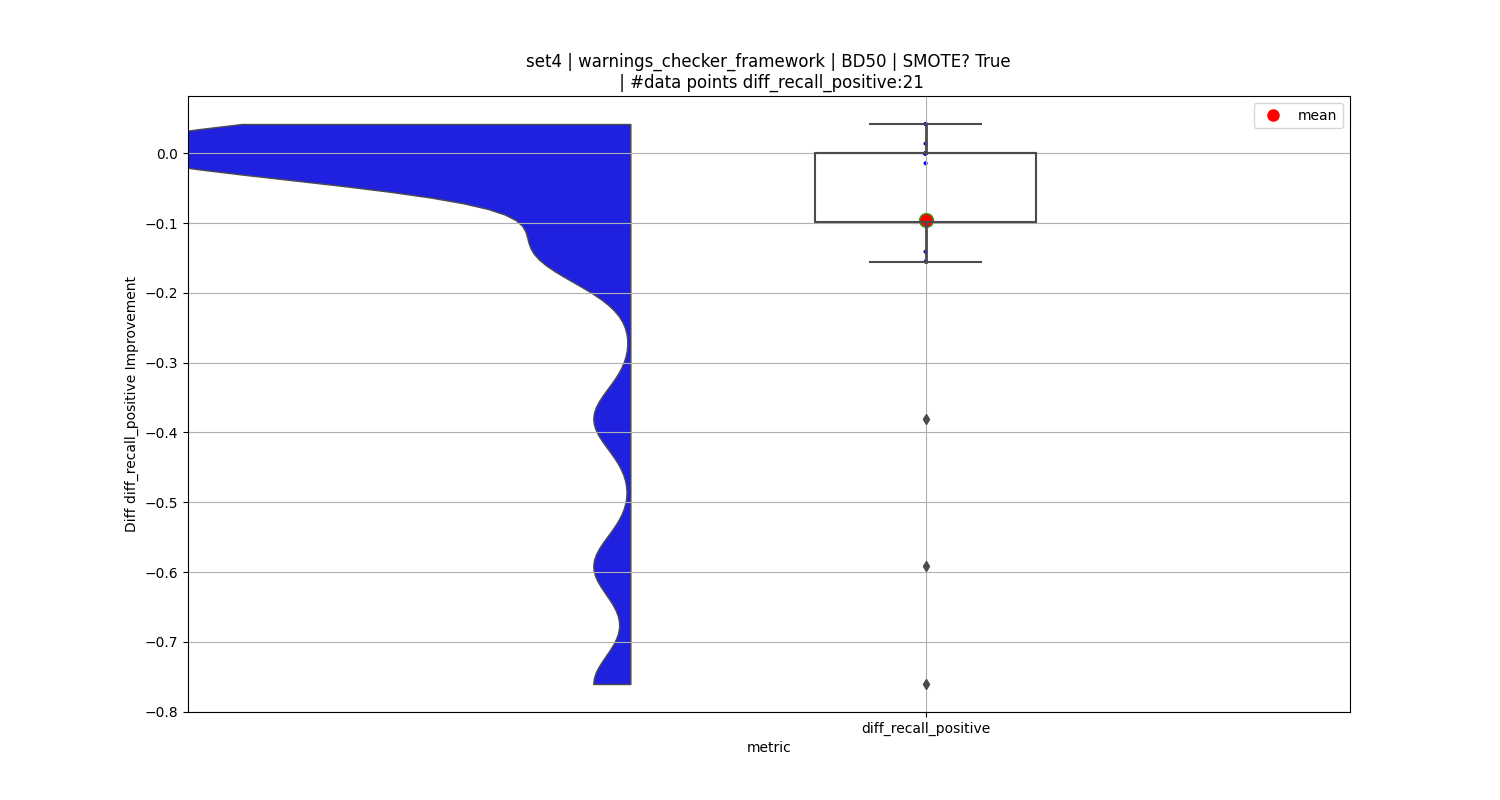 set4 | warnings_checker_framework | BD50 | SMOTE? True
| #data points diff_recall_positive:21
mean
0.0
−0.1
−0.2
−0.3
−0.4
−0.5
−0.6
−0.7
−0.8
Diff diff_recall_positive Improvement
diff_recall_positive
metric